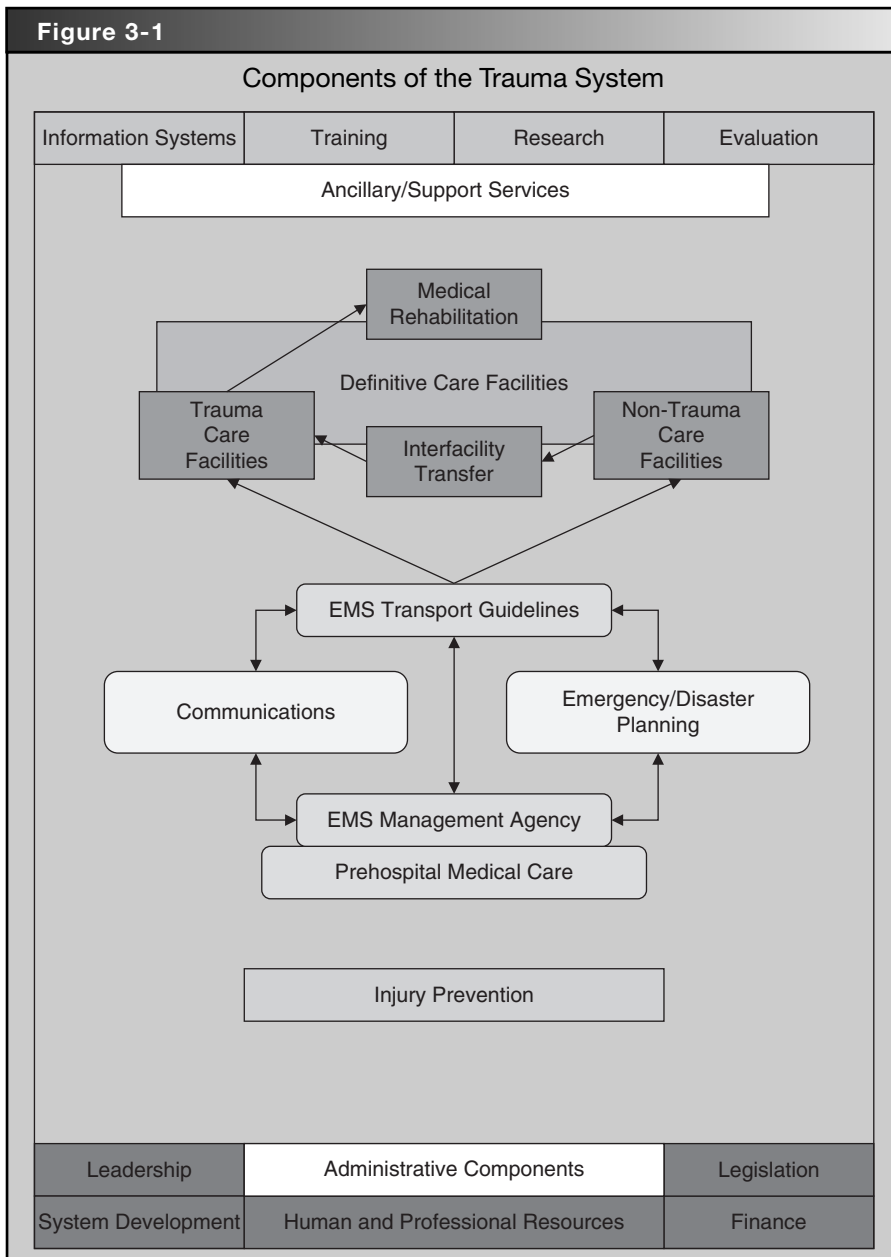 Figure 3-1
Components of the Trauma System
Information Systems
Training
Research
Evaluation
Ancillary/Support Services
Medical
Rehabilitation
Definitive Care Facilities
Trauma
Care
Facilities
Interfacility
Transfer
Non-Trauma
Care
Facilities
EMS Transport Guidelines
Communications
Emergency/Disaster
Planning
EMS Management Agency
Prehospital Medical Care
Injury Prevention
Leadership
Administrative Components
Legislation
System Development
Human and Professional Resources
Finance